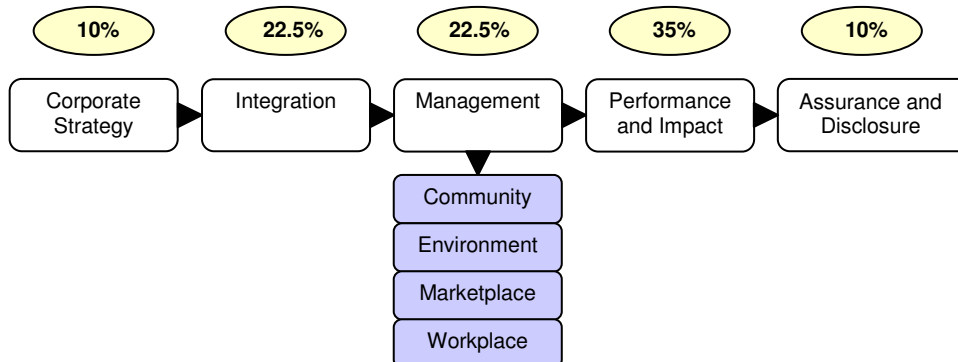 10%
22.5%
22.5%
35%
10%
Corporate
Strategy
Integration
Management
Performance
and Impact
Assurance and
Disclosure
Community
Environment
Marketplace
Workplace